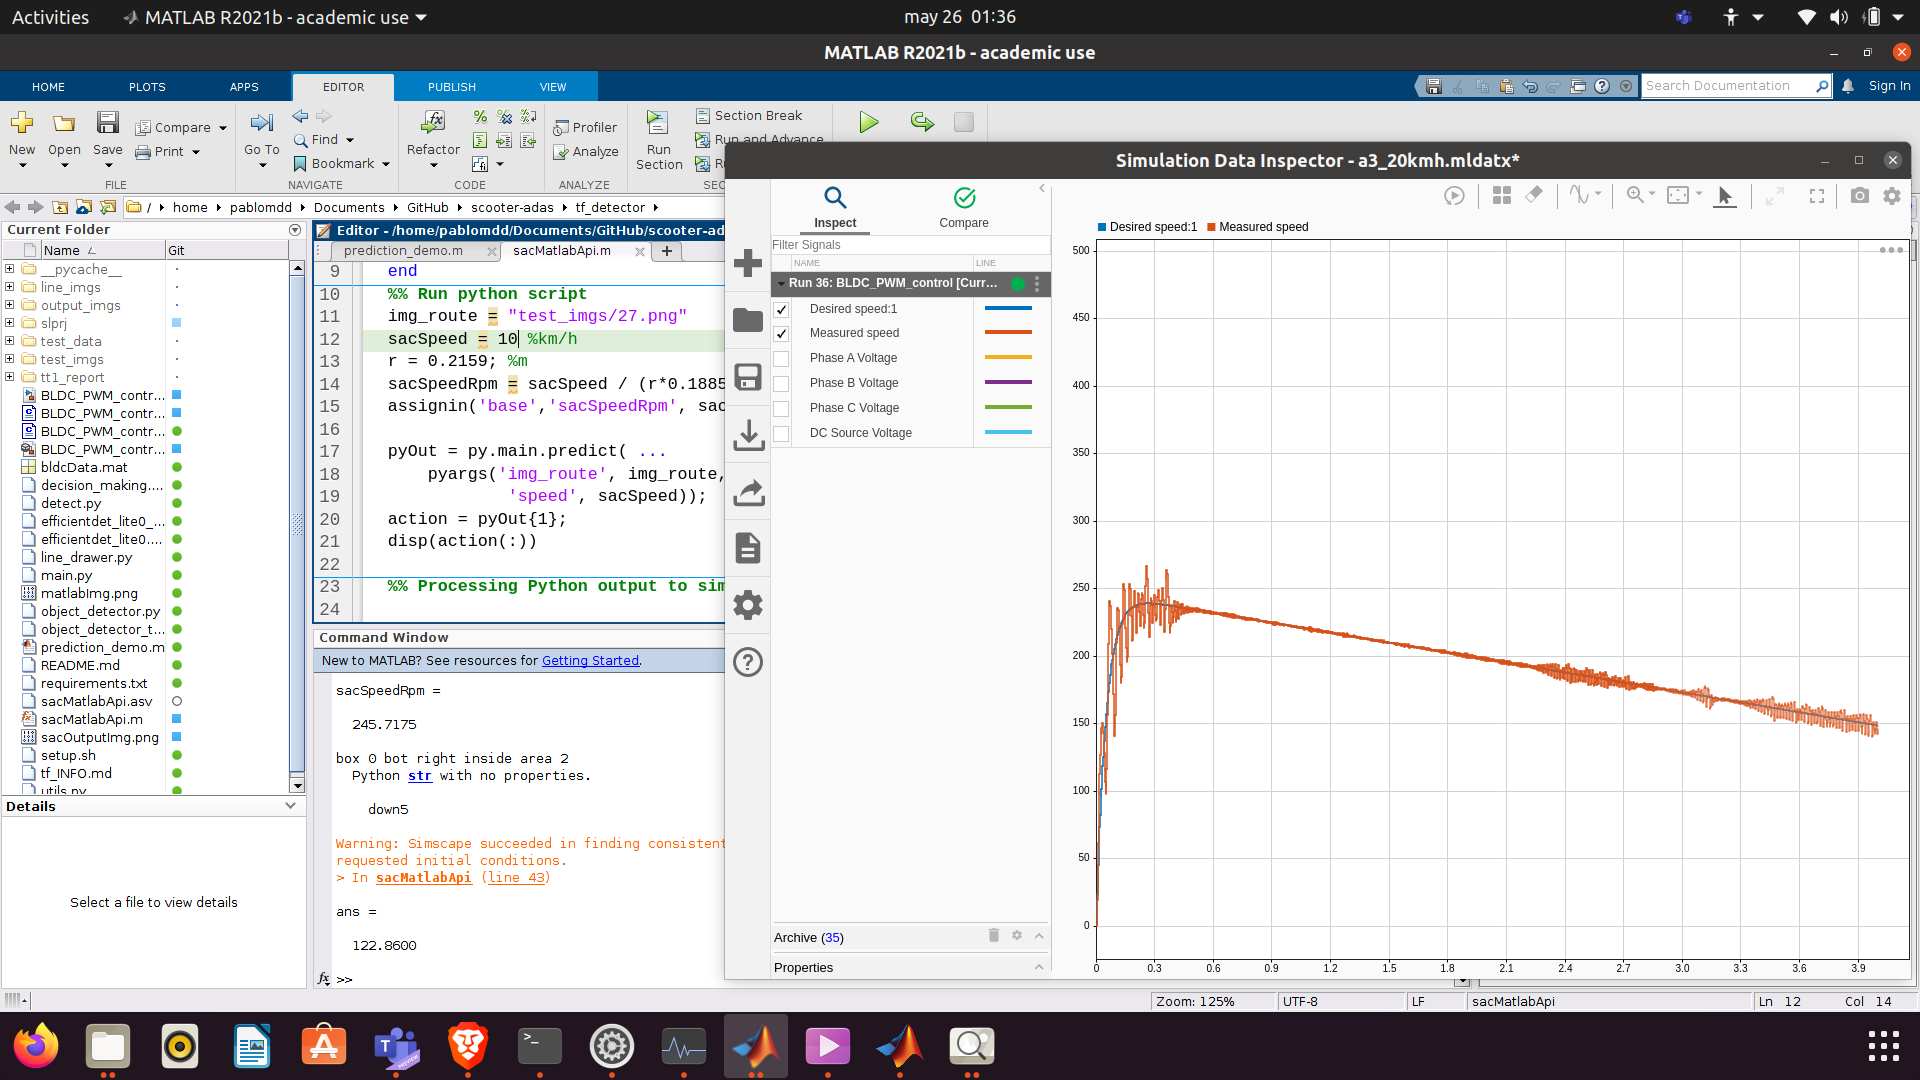 Activities
MATLAB R2021b - academic use
may 26 01:36
MATLAB R2021b - academic use
HOME PLOTS APPS EDITOR PUBLISH VIEW
Search Documentation
Sign In
New Open Save Compare Print
FILE
Go To Find Bookmark
NAVIGATE
Refactor
CODE
Profiler
Analyze
ANALYZE
Run Section
Section Break
Run and Advance
Run
SEC
/ home pablomdd Documents GitHub scooter-adas tf_detector
Current Folder
Name Git
__pycache__
line_imgs
output_imgs
slprj
test_data
test_imgs
tt1_report
BLDC_PWM_contr...
BLDC_PWM_contr...
BLDC_PWM_contr...
BLDC_PWM_contr...
bldcData.mat
decision_making....
detect.py
efficientdet_lite0_...
efficientdet_lite0....
line_drawer.py
main.py
matlabImg.png
object_detector.py
object_detector_t...
prediction_demo.m
README.md
requirements.txt
sacMatlabApi.asv
sacMatlabApi.m
sacOutputImg.png
setup.sh
tf_INFO.md
utils.py
Details
Select a file to view details
Editor - /home/pablomdd/Documents/GitHub/scooter-ad
prediction_demo.m sacMatlabApi.m
9 end
10 %% Run python script
11 img_route = "test_imgs/27.png"
12 sacSpeed = 10 %km/h
13 r = 0.2159; %m
14 sacSpeedRpm = sacSpeed / (r*0.1885
15 assignin('base','sacSpeedRpm', sac
16
17 pyOut = py.main.predict( ...
18 pyargs('img_route', img_route,
19 'speed', sacSpeed));
20 action = pyOut{1};
21 disp(action(:))
22
23 %% Processing Python output to sim
24
Command Window
New to MATLAB? See resources for Getting Started.
sacSpeedRpm =
245.7175
box 0 bot right inside area 2
Python str with no properties.
down5
Warning: Simscape succeeded in finding consistent
requested initial conditions.
> In sacMatlabApi (line 43)
ans =
122.8600
fx >>
Simulation Data Inspector - a3_20kmh.mldatx*
Inspect Compare
Filter Signals
NAME LINE
Run 36: BLDC_PWM_control [Curr...
Desired speed:1
Measured speed
Phase A Voltage
Phase B Voltage
Phase C Voltage
DC Source Voltage
Archive (35)
Properties
Desired speed:1 Measured speed
500
450
400
350
300
250
200
150
100
50
0
0 0.3 0.6 0.9 1.2 1.5 1.8 2.1 2.4 2.7 3.0 3.3 3.6 3.9
Zoom: 125% UTF-8 LF sacMatlabApi Ln 12 Col 14